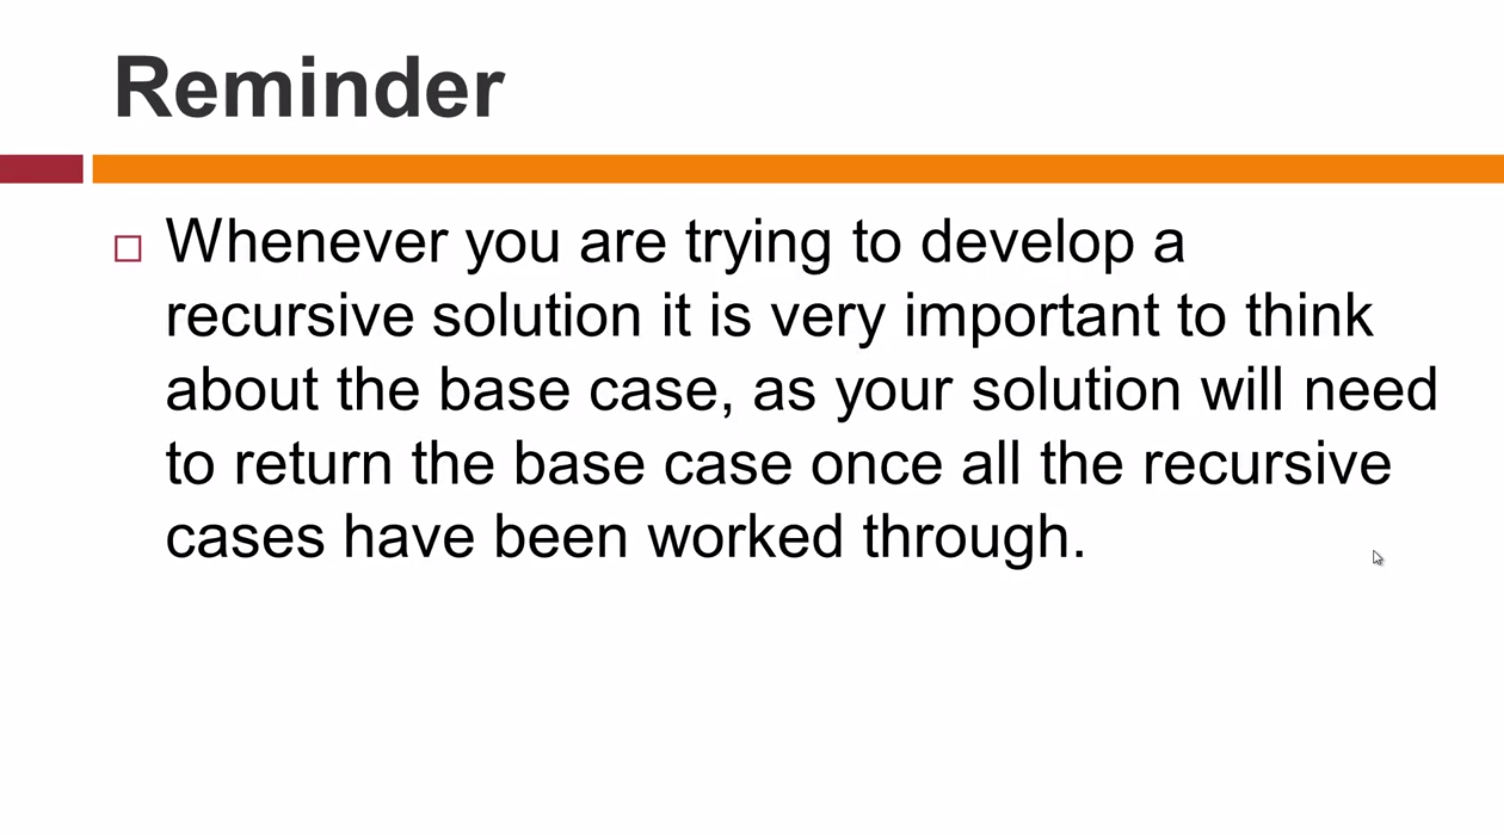 Reminder
Whenever you are trying to develop a
recursive solution it is very important to think
about the base case, as your solution will need
to return the base case once all the recursive
cases have been worked through.